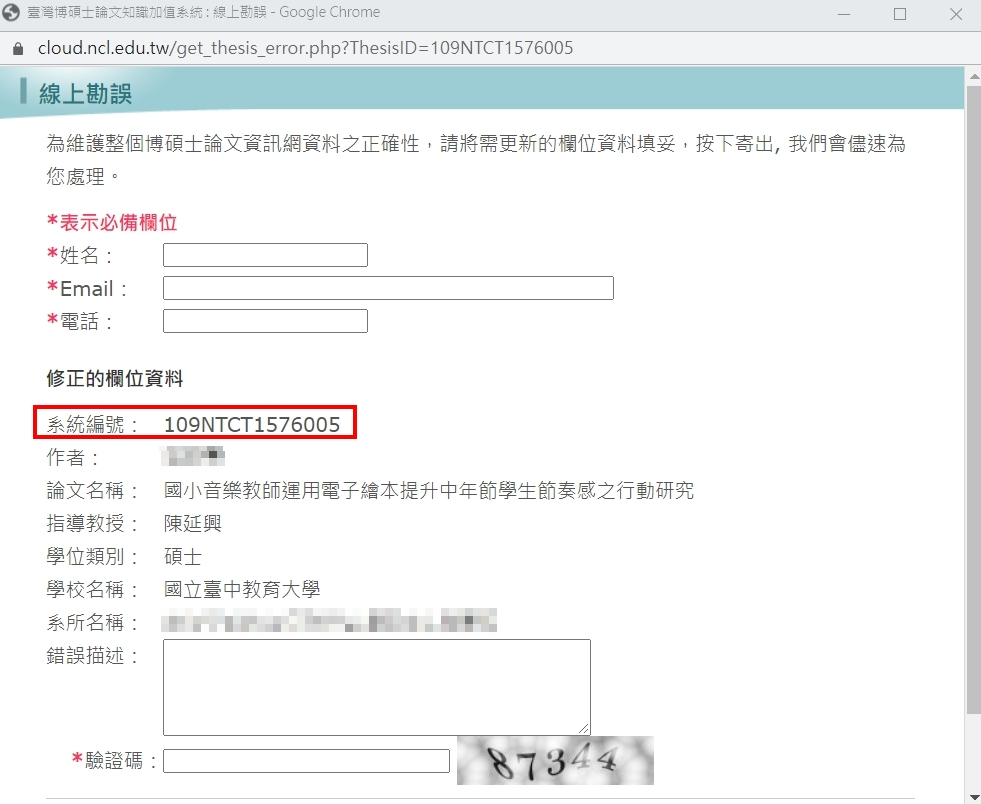 臺灣博碩士論文知識加值系統 : 線上勘誤 - Google Chrome
cloud.ncl.edu.tw/get_thesis_error.php?ThesisID=109NTCT1576005
線上勘誤
為維護整個博碩士論文資訊網資料之正確性，請將需更新的欄位資料填妥，按下寄出, 我們會儘速為
您處理。
*表示必備欄位
*姓名：
*Email：
*電話：
修正的欄位資料
系統編號： 109NTCT1576005
作者：
論文名稱： 國小音樂教師運用電子繪本提升中年節學生節奏感之行動研究
指導教授： 陳延興
學位類別： 碩士
學校名稱： 國立臺中教育大學
系所名稱：
錯誤描述：
*驗證碼： 87344